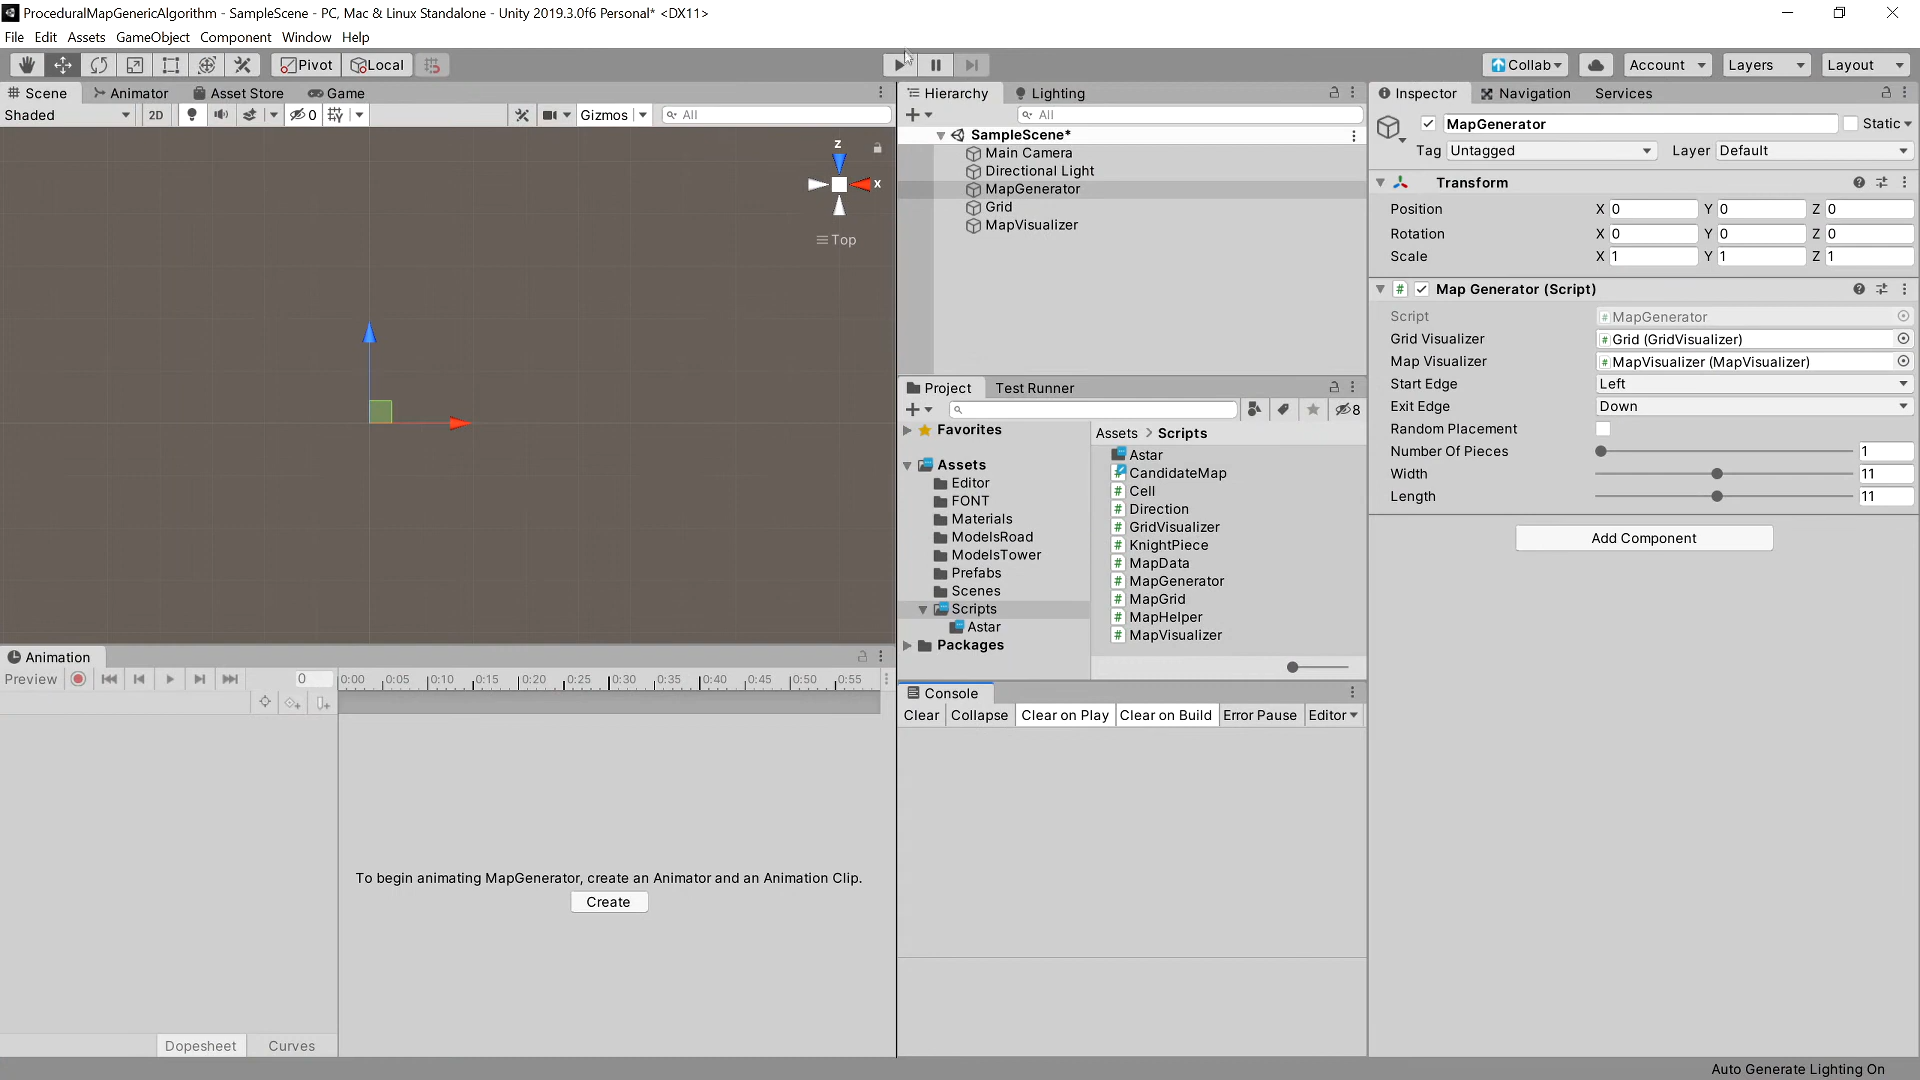 ProceduralMapGenericAlgorithm - SampleScene - PC, Mac & Linux Standalone - Unity 2019.3.0f6 Personal* <DX11>
File Edit Assets GameObject Component Window Help
Pivot Local Collab Account Layers Layout
Scene Animator Asset Store Game
Shaded 2D 0 Gizmos All
z
x
Top
Hierarchy Lighting
All
SampleScene*
Main Camera
Directional Light
MapGenerator
Grid
MapVisualizer
Project Test Runner
8
Favorites
Assets
Editor
FONT
Materials
ModelsRoad
ModelsTower
Prefabs
Scenes
Scripts
Astar
Packages
Assets > Scripts
Astar
CandidateMap
Cell
Direction
GridVisualizer
KnightPiece
MapData
MapGenerator
MapGrid
MapHelper
MapVisualizer
Console
Clear Collapse Clear on Play Clear on Build Error Pause Editor
Inspector Navigation Services
MapGenerator Static
Tag Untagged Layer Default
Transform
Position X 0 Y 0 Z 0
Rotation X 0 Y 0 Z 0
Scale X 1 Y 1 Z 1
# Map Generator (Script)
Script MapGenerator
Grid Visualizer Grid (GridVisualizer)
Map Visualizer MapVisualizer (MapVisualizer)
Start Edge Left
Exit Edge Down
Random Placement
Number Of Pieces 1
Width 11
Length 11
Add Component
Animation
Preview 0 0:00 0:05 0:10 0:15 0:20 0:25 0:30 0:35 0:40 0:45 0:50 0:55
To begin animating MapGenerator, create an Animator and an Animation Clip.
Create
Dopesheet Curves
Auto Generate Lighting On